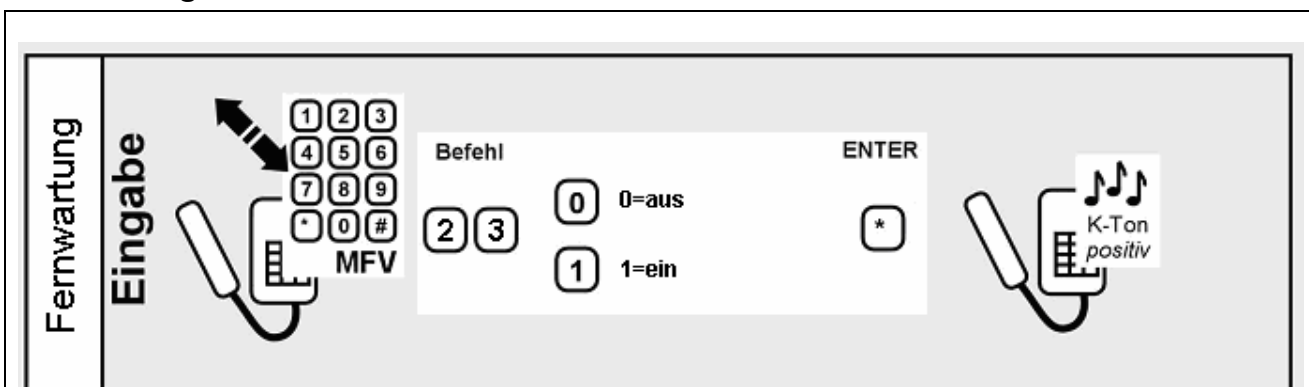 Fernwartung
Eingabe
1 2 3
4 5 6
7 8 9
* 0 #
MFV
Befehl
ENTER
2 3
0 0=aus
1 1=ein
*
K-Ton
positiv